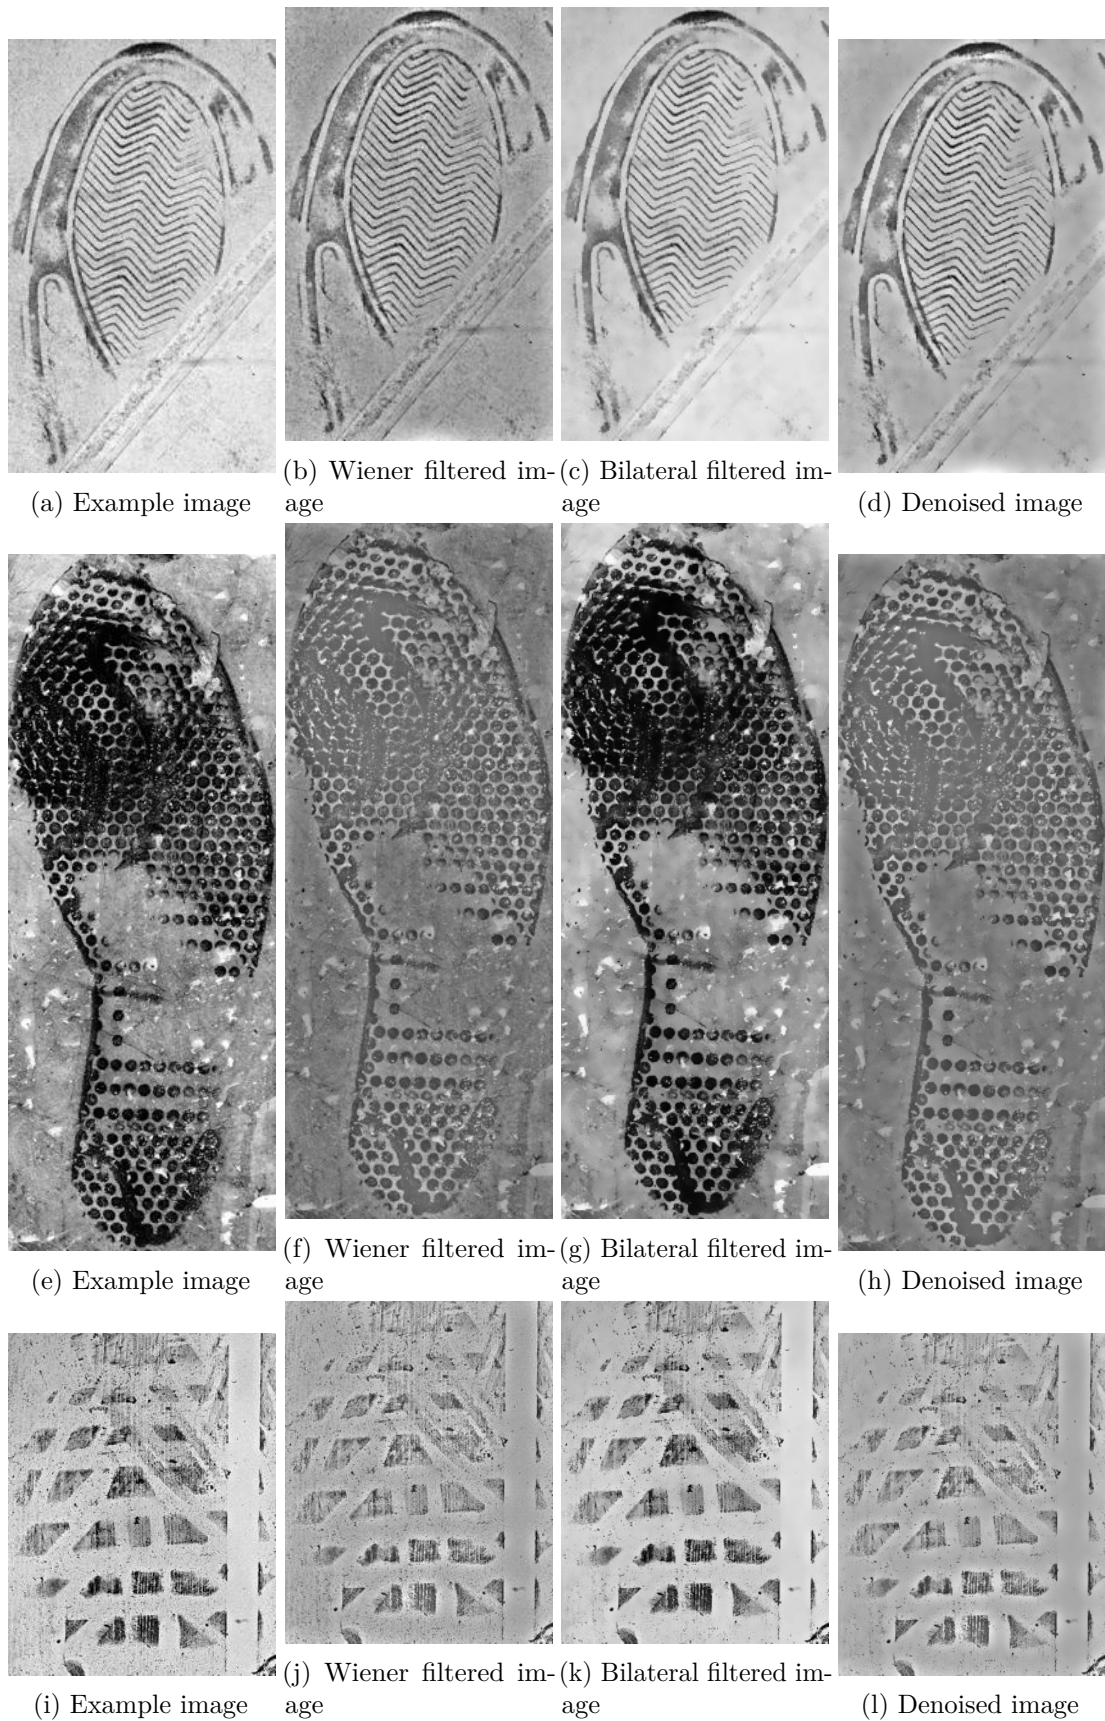 (a) Example image
(b) Wiener filtered im-
age
(c) Bilateral filtered im-
age
(d) Denoised image
(e) Example image
(f) Wiener filtered im-
age
(g) Bilateral filtered im-
age
(h) Denoised image
(i) Example image
(j) Wiener filtered im-
age
(k) Bilateral filtered im-
age
(l) Denoised image